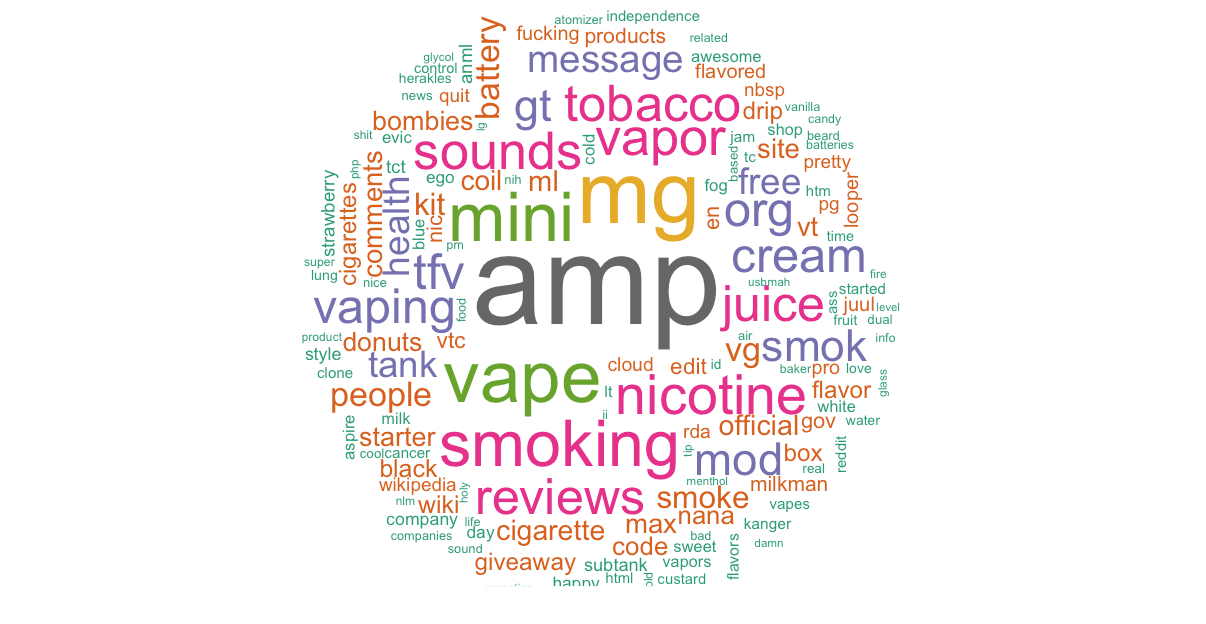 atomizer independence
fucking products related
battery
message awesome
glycol
control anml
herakles
flavored
news quit
gt tobacco
nbsp
drip vanilla
candy
bombies lg
shit evic
sounds vapor
cold
jam shop beard
batteries
site pretty
based tc
php tct
ego coil nih ml
mg
fog free htm
strawberry cigarettes comments health
kit mini
nic blue
en org vt pg looper
time
pm
super
lung nice
tfv amp cream
fire
usbmah
started
vaping food
juice ass juul level
fruit dual
product donuts vtc
air
vg smok info
style
clone tank vape cloud edit id
baker pro love
glass
people lt nicotine flavor
white
ii
milk
aspire starter smoking rda official gov water
coolcancer
tip
mod box reddit
real
black
wikipedia holy reviews
menthol milkman
nlm wiki smoke
vapes
company life
companies day cigarette max nana kanger
bad
sound code sweet damn
giveaway subtank vapors flavors
happy html old custard